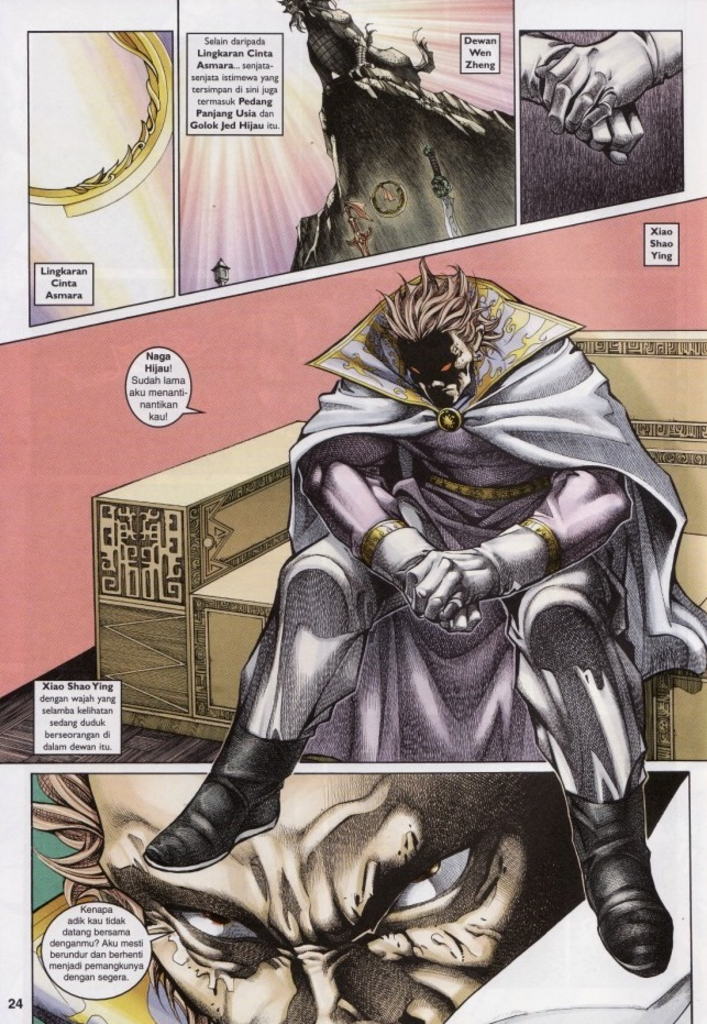 Selain daripada
Lingkaran Cinta
Asmara... senjata-
senjata istimewa yang
tersimpan di sini juga
termasuk Pedang
Panjang Usia dan
Golok Jed Hijau itu.
Dewan
Wen
Zheng
Lingkaran
Cinta
Asmara
Xiao
Shao
Ying
Naga
Hijau!
Sudah lama
aku menanti-
nantikan
kau!
Xiao Shao Ying
dengan wajah yang
selamba kelihatan
sedang duduk
berseorangan di
dalam dewan itu.
Kenapa
adik kau tidak
datang bersama
denganmu? Aku mesti
berundur dan berhenti
menjadi pemangkunya
dengan segera.
24